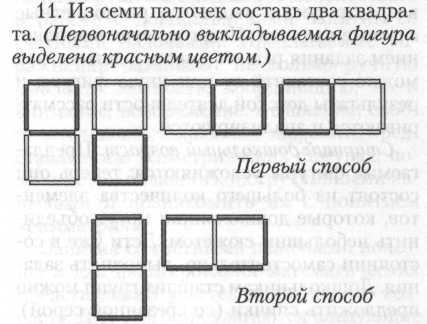 11. Из семи палочек составь два квадра-
та. (Первоначально выкладываемая фигура
выделена красным цветом.)
Первый способ
Второй способ